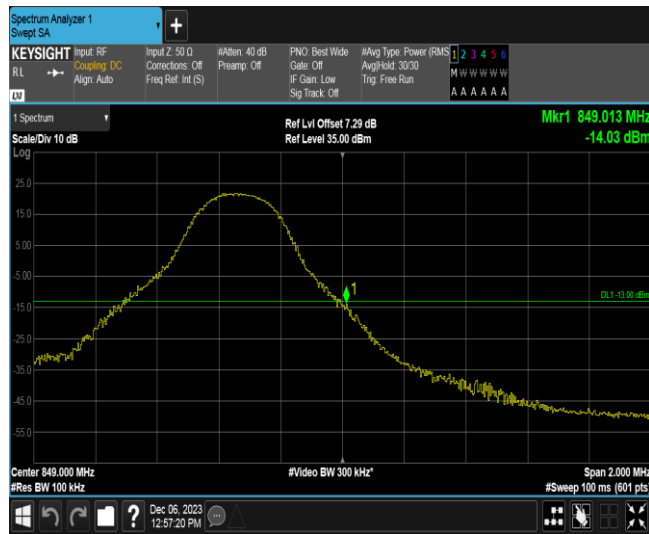 Spectrum Analyzer 1
Swept SA
+
KEYSIGHT
RL
LXI
Input: RF
Coupling: DC
Align: Auto
Input Z: 50 Ω
Corrections: Off
Freq Ref: Int (S)
#Atten: 40 dB
Preamp: Off
PNO: Best Wide
Gate: Off
IF Gain: Low
Sig Track: Off
#Avg Type: Power (RMS
Avg|Hold: 30/30
Trig: Free Run
1 2 3 4 5 6
M W W W W W
A A A A A A
1 Spectrum
Scale/Div 10 dB
Log
Ref Lvl Offset 7.29 dB
Ref Level 35.00 dBm
Mkr1 849.013 MHz
-14.03 dBm
25.0
15.0
5.00
-5.00
1
DL1 -13.00 dBm
-15.0
-25.0
-35.0
-45.0
-55.0
Center 849.000 MHz
#Res BW 100 kHz
#Video BW 300 kHz*
Span 2.000 MHz
#Sweep 100 ms (601 pts)
?
Dec 06, 2023
12:57:20 PM